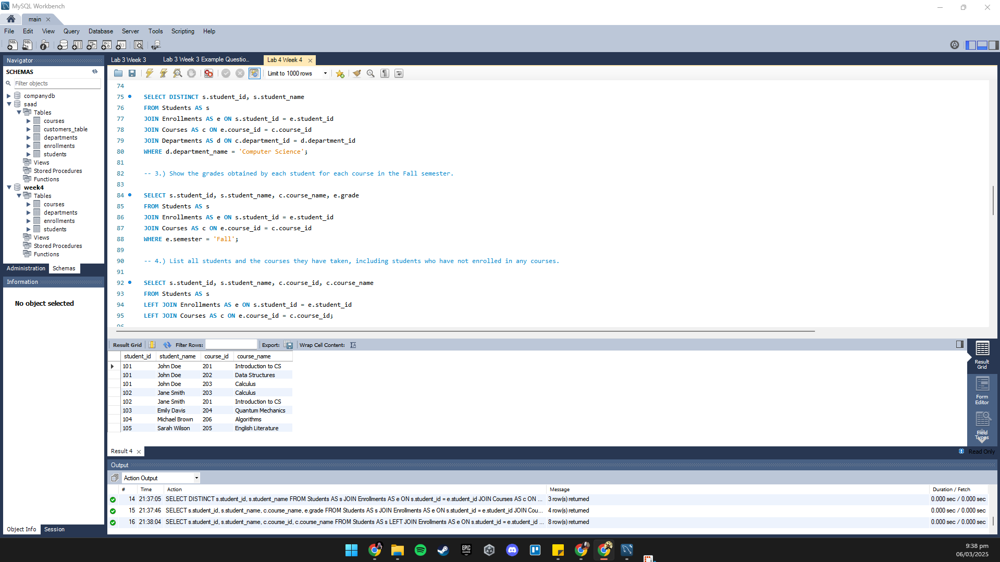 MySQL Workbench
main
File Edit View Query Database Server Tools Scripting Help
Navigator
SCHEMAS
Filter objects
companydb
saad
Tables
courses
customers_table
departments
enrollments
students
Views
Stored Procedures
Functions
week4
Tables
courses
departments
enrollments
students
Views
Stored Procedures
Functions
Administration Schemas
Information
No object selected
Object Info Session
Lab 3 Week 3 Lab 3 Week 3 Example Questio... Lab 4 Week 4
Limit to 1000 rows
74
75 SELECT DISTINCT s.student_id, s.student_name
76 FROM Students AS s
77 JOIN Enrollments AS e ON s.student_id = e.student_id
78 JOIN Courses AS c ON e.course_id = c.course_id
79 JOIN Departments AS d ON c.department_id = d.department_id
80 WHERE d.department_name = 'Computer Science';
81
82 -- 3.) Show the grades obtained by each student for each course in the Fall semester.
83
84 SELECT s.student_id, s.student_name, c.course_name, e.grade
85 FROM Students AS s
86 JOIN Enrollments AS e ON s.student_id = e.student_id
87 JOIN Courses AS c ON e.course_id = c.course_id
88 WHERE e.semester = 'Fall';
89
90 -- 4.) List all students and the courses they have taken, including students who have not enrolled in any courses.
91
92 SELECT s.student_id, s.student_name, c.course_id, c.course_name
93 FROM Students AS s
94 LEFT JOIN Enrollments AS e ON s.student_id = e.student_id
95 LEFT JOIN Courses AS c ON e.course_id = c.course_id;
96
Result Grid Filter Rows: Export: Wrap Cell Content:
student_id student_name course_id course_name
101 John Doe 201 Introduction to CS
101 John Doe 202 Data Structures
101 John Doe 203 Calculus
102 Jane Smith 203 Calculus
102 Jane Smith 201 Introduction to CS
103 Emily Davis 204 Quantum Mechanics
104 Michael Brown 206 Algorithms
105 Sarah Wilson 205 English Literature
Result Grid
Form Editor
Field Types
Result 4
Read Only
Output
Action Output
# Time Action Message Duration / Fetch
14 21:37:05 SELECT DISTINCT s.student_id, s.student_name FROM Students AS s JOIN Enrollments AS e ON s.student_id = e.student_id JOIN Courses AS c ON ... 3 row(s) returned 0.000 sec / 0.000 sec
15 21:37:46 SELECT s.student_id, s.student_name, c.course_name, e.grade FROM Students AS s JOIN Enrollments AS e ON s.student_id = e.student_id JOIN Cou... 4 row(s) returned 0.000 sec / 0.000 sec
16 21:38:04 SELECT s.student_id, s.student_name, c.course_id, c.course_name FROM Students AS s LEFT JOIN Enrollments AS e ON s.student_id = e.student_id ... 8 row(s) returned 0.000 sec / 0.000 sec
EPIC GAMES
9:38 pm
06/03/2025